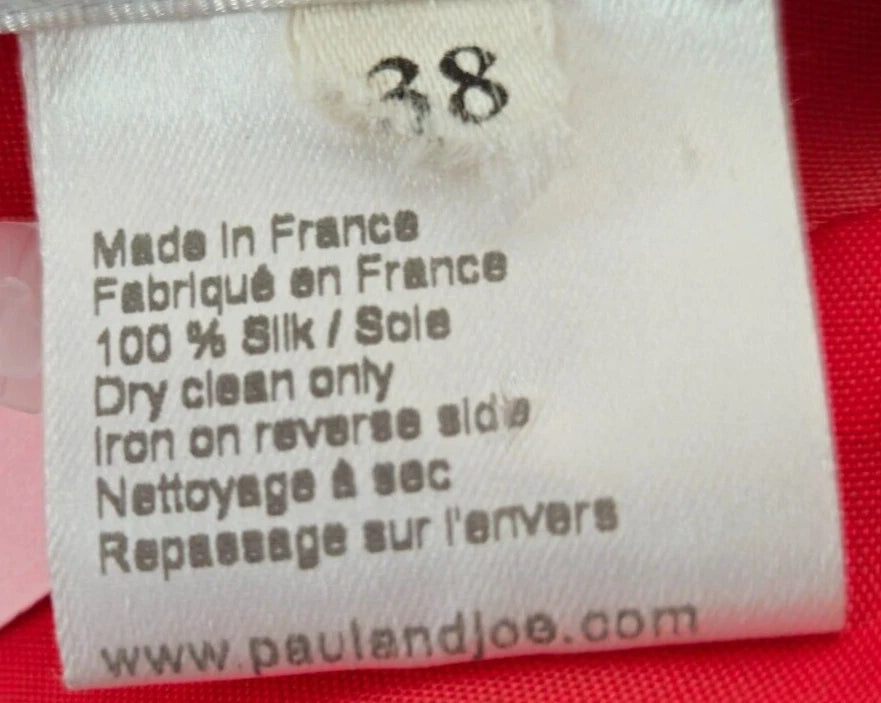 38
Made in France
Fabriqué en France
100 % Silk / Soie
Dry clean only
Iron on reverse side
Nettoyage à sec
Repassage sur l'envers
www.paulandjoe.com